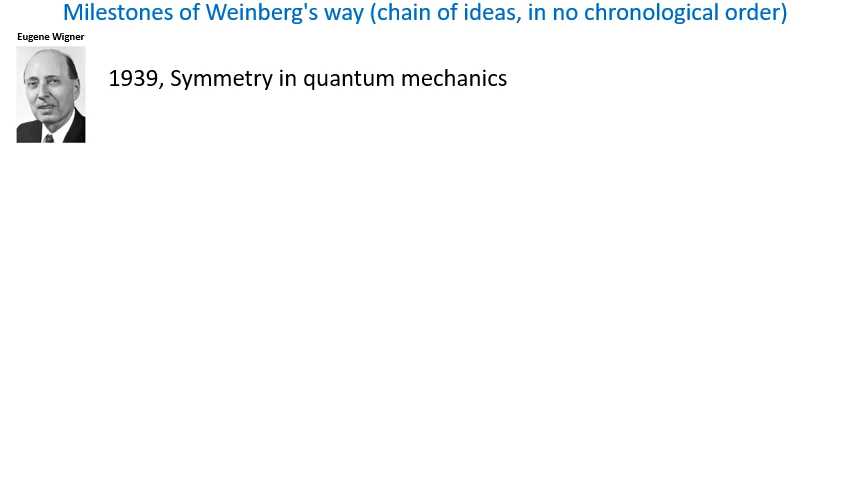 Milestones of Weinberg's way (chain of ideas, in no chronological order)
Eugene Wigner
1939, Symmetry in quantum mechanics